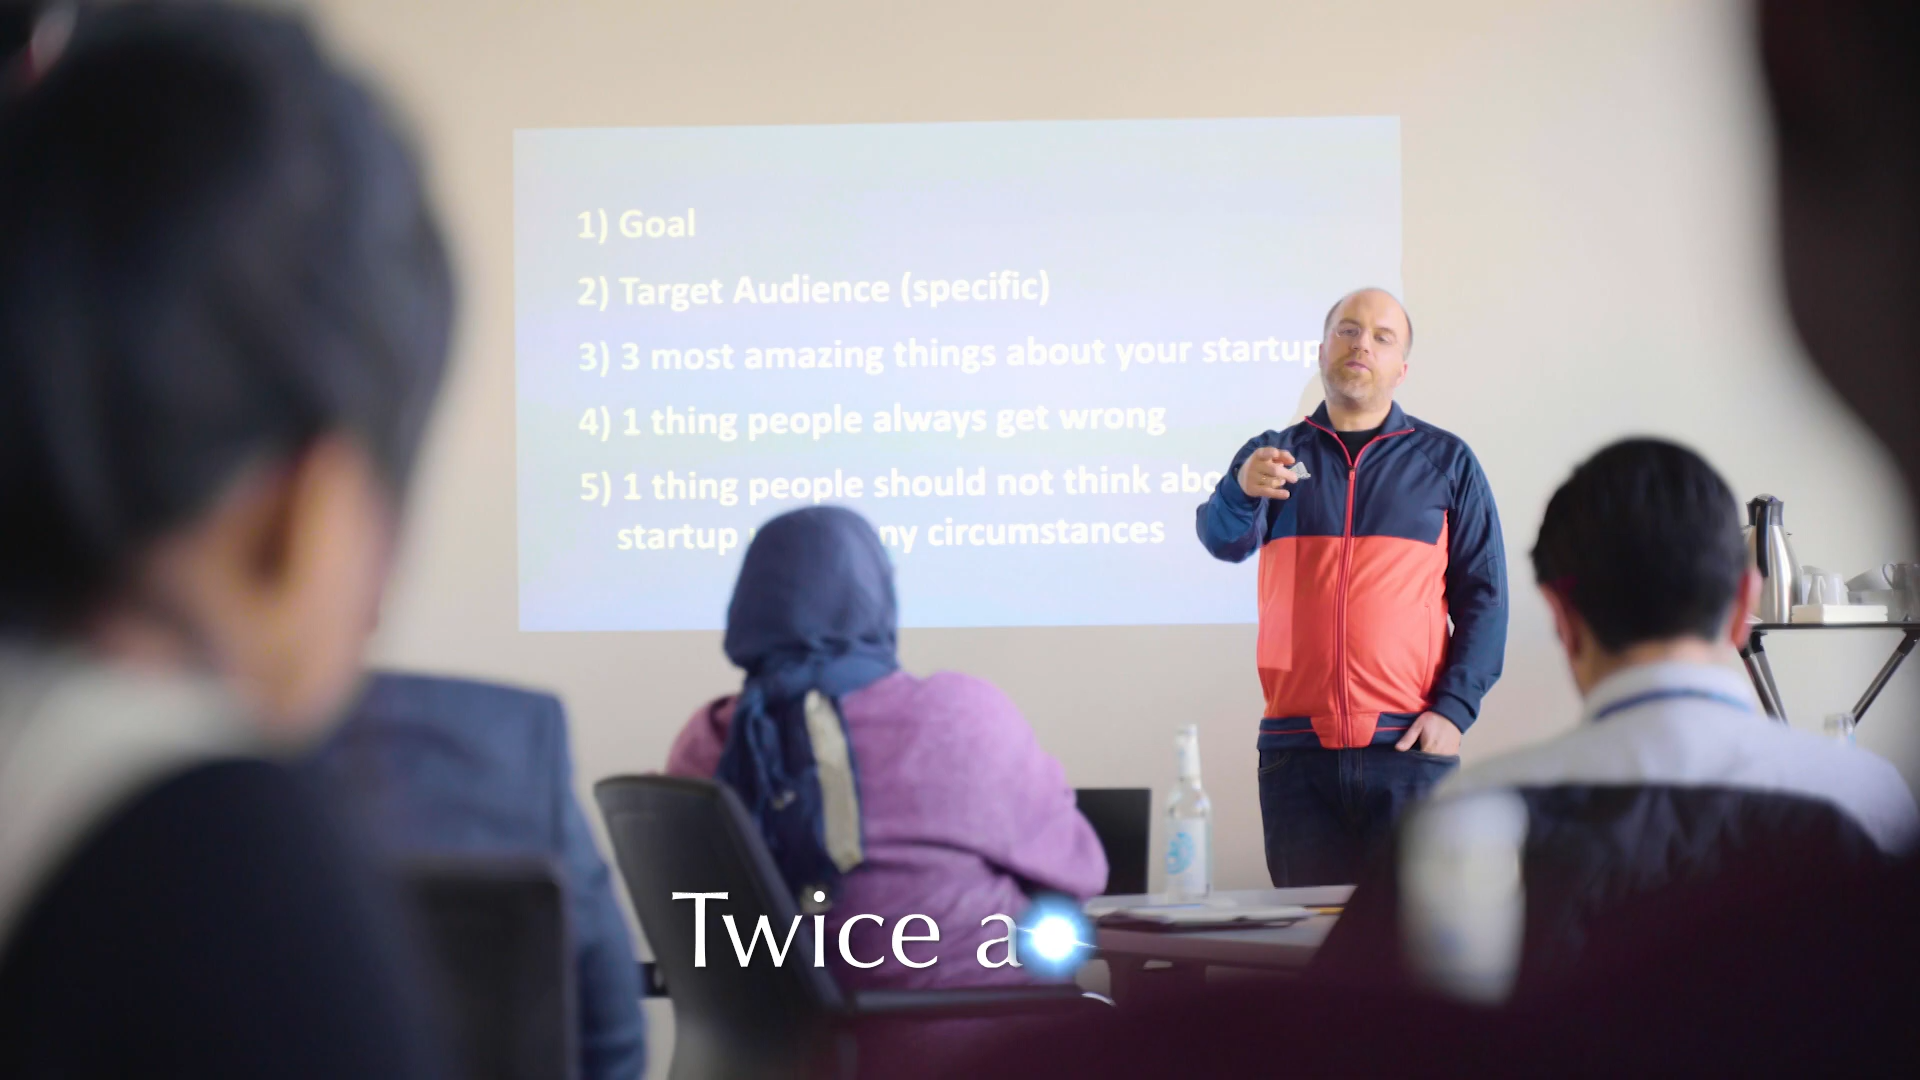 1) Goal
2) Target Audience (specific)
3) 3 most amazing things about your startup
4) 1 thing people always get wrong
5) 1 thing people should not think abo
startup ny circumstances
Twice a